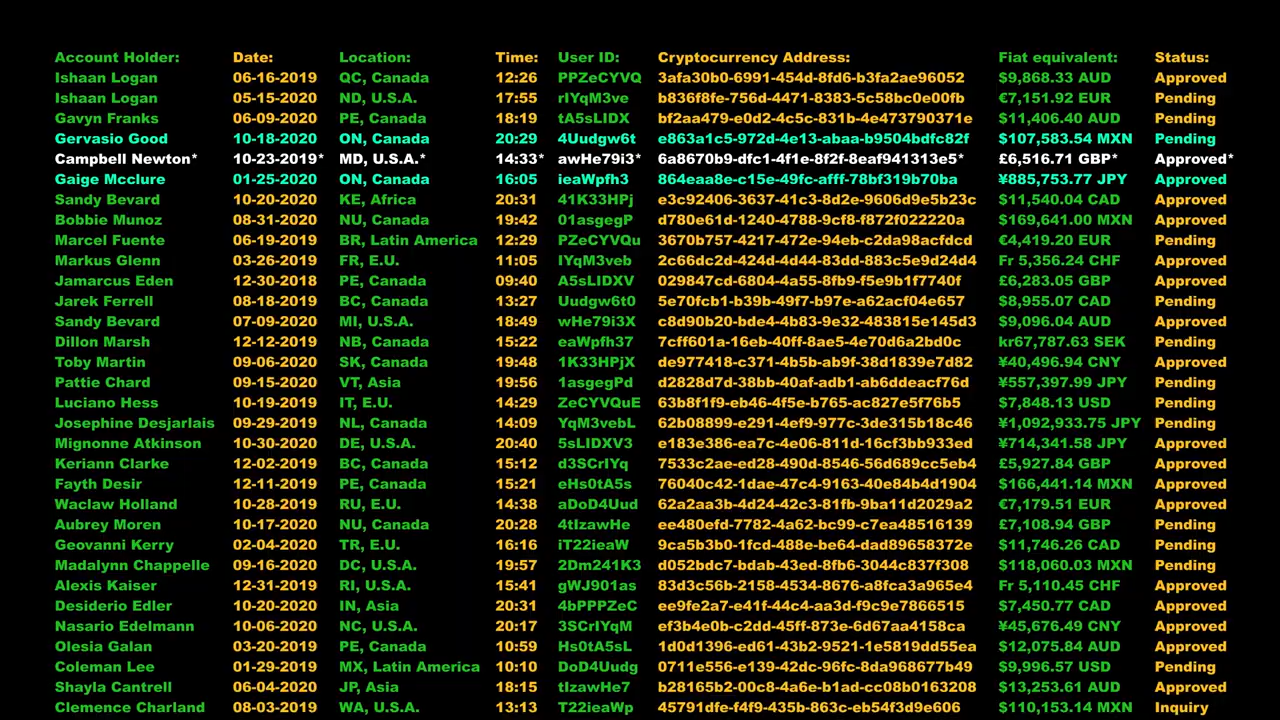 Account Holder: Date: Location: Time: User ID: Cryptocurrency Address: Fiat equivalent: Status:
Ishaan Logan 06-16-2019 QC, Canada 12:26 PPZeCYVQ 3afa30b0-6991-454d-8fd6-b3fa2ae96052 $9,868.33 AUD Approved
Ishaan Logan 05-15-2020 ND, U.S.A. 17:55 rIYqM3ve b836f8fe-756d-4471-8383-5c58bc0e00fb €7,151.92 EUR Pending
Gavyn Franks 06-09-2020 PE, Canada 18:19 tA5sLIDX bf2aa479-e0d2-4c5c-831b-4e473790371e $11,406.40 AUD Pending
Gervasio Good 10-18-2020 ON, Canada 20:29 4Uudgw6t e863a1c5-972d-4e13-abaa-b9504bdfc82f $107,583.54 MXN Pending
Campbell Newton* 10-23-2019* MD, U.S.A.* 14:33* awHe79i3* 6a8670b9-dfc1-4f1e-8f2f-8eaf941313e5* £6,516.71 GBP* Approved*
Gaige Mcclure 01-25-2020 ON, Canada 16:05 ieaWpfh3 864eaa8e-c15e-49fc-afff-78bf319b70ba ¥885,753.77 JPY Approved
Sandy Bevard 10-20-2020 KE, Africa 20:31 41K33HPj e3c92406-3637-41c3-8d2e-9606d9e5b23c $11,540.04 CAD Approved
Bobbie Munoz 08-31-2020 NU, Canada 19:42 01asgegP d780e61d-1240-4788-9cf8-f872f022220a $169,641.00 MXN Pending
Marcel Fuente 06-19-2019 BR, Latin America 12:29 PZeCYVQu 3670b757-4217-472e-94eb-c2da98acfdcd €4,419.20 EUR Pending
Markus Glenn 03-26-2019 FR, E.U. 11:05 IYqM3veb 2c66dc2d-424d-4d44-83dd-883c5e9d24d4 Fr 5,356.24 CHF Approved
Jamarcus Eden 12-30-2018 PE, Canada 09:40 A5sLIDXV 029847cd-6804-4a55-8fb9-f5e9b1f7740f £6,283.05 GBP Approved
Jarek Ferrell 08-18-2019 BC, Canada 13:27 Uudgw6t0 5e70fcb1-b39b-49f7-b97e-a62acf04e657 $8,955.07 CAD Pending
Sandy Bevard 07-09-2020 MI, U.S.A. 18:49 wHe79i3X c8d90b20-bde4-4b83-9e32-483815e145d3 $9,096.04 AUD Approved
Dillon Marsh 12-12-2019 NB, Canada 15:22 eaWpfh37 7cff601a-16eb-40ff-8ae5-4e70d6a2bd0c kr67,787.63 SEK Pending
Toby Martin 09-06-2020 SK, Canada 19:48 1K33HPjX de977418-c371-4b5b-ab9f-38d1839e7d82 ¥40,496.94 CNY Approved
Pattie Chard 09-15-2020 VT, Asia 19:56 1asgegPd d2828d7d-38bb-40af-adb1-ab6ddeacf76d ¥557,397.99 JPY Pending
Luciano Hess 10-19-2019 IT, E.U. 14:29 ZeCYVQuE 63b8f1f9-eb46-4f5e-b765-ac827e5f76b5 $7,848.13 USD Pending
Josephine Desjarlais 09-29-2019 NL, Canada 14:09 YqM3vebL 62b08899-e291-4ef9-977c-3de315b18c46 ¥1,092,933.75 JPY Pending
Mignonne Atkinson 10-30-2020 DE, U.S.A. 20:40 5sLIDXV3 e183e386-ea7c-4e06-811d-16cf3bb933ed ¥714,341.58 JPY Approved
Keriann Clarke 12-02-2019 BC, Canada 15:12 d3SCrIYq 7533c2ae-ed28-490d-8546-56d689cc5eb4 £5,927.84 GBP Approved
Fayth Desir 12-11-2019 PE, Canada 15:21 eHs0tA5s 76040c42-1dae-47c4-9163-40e84b4d1904 $166,441.14 MXN Approved
Waclaw Holland 10-28-2019 RU, E.U. 14:38 aDoD4Uud 62a2aa3b-4d24-42c3-81fb-9ba11d2029a2 €7,179.51 EUR Approved
Aubrey Moren 10-17-2020 NU, Canada 20:28 4tIzawHe ee480efd-7782-4a62-bc99-c7ea48516139 £7,108.94 GBP Pending
Geovanni Kerry 02-04-2020 TR, E.U. 16:16 iT22ieaW 9ca5b3b0-1fcd-488e-be64-dad89658372e $11,746.26 CAD Pending
Madalynn Chappelle 09-16-2020 DC, U.S.A. 19:57 2Dm241K3 d052bdc7-bdab-43ed-8fb6-3044c837f308 $118,060.03 MXN Pending
Alexis Kaiser 12-31-2019 RI, U.S.A. 15:41 gWJ901as 83d3c56b-2158-4534-8676-a8fca3a965e4 Fr 5,110.45 CHF Approved
Desiderio Edler 10-20-2020 IN, Asia 20:31 4bPPPZeC ee9fe2a7-e41f-44c4-aa3d-f9c9e7866515 $7,450.77 CAD Approved
Nasario Edelmann 10-06-2020 NC, U.S.A. 20:17 3SCrIYqM ef3b4e0b-c2dd-45ff-873e-6d67aa4158ca ¥45,676.49 CNY Approved
Olesia Galan 03-20-2019 PE, Canada 10:59 Hs0tA5sL 1d0d1396-ed61-43b2-9521-1e5819dd55ea $12,075.84 AUD Approved
Coleman Lee 01-29-2019 MX, Latin America 10:10 DoD4Uudg 0711e556-e139-42dc-96fc-8da968677b49 $9,996.57 USD Pending
Shayla Cantrell 06-04-2020 JP, Asia 18:15 tIzawHe7 b28165b2-00c8-4a6e-b1ad-cc08b0163208 $13,253.61 AUD Approved
Clemence Charland 08-03-2019 WA, U.S.A. 13:13 T22ieaWp 45791dfe-f4f9-435b-863c-eb54f3d9e606 $110,153.14 MXN Inquiry